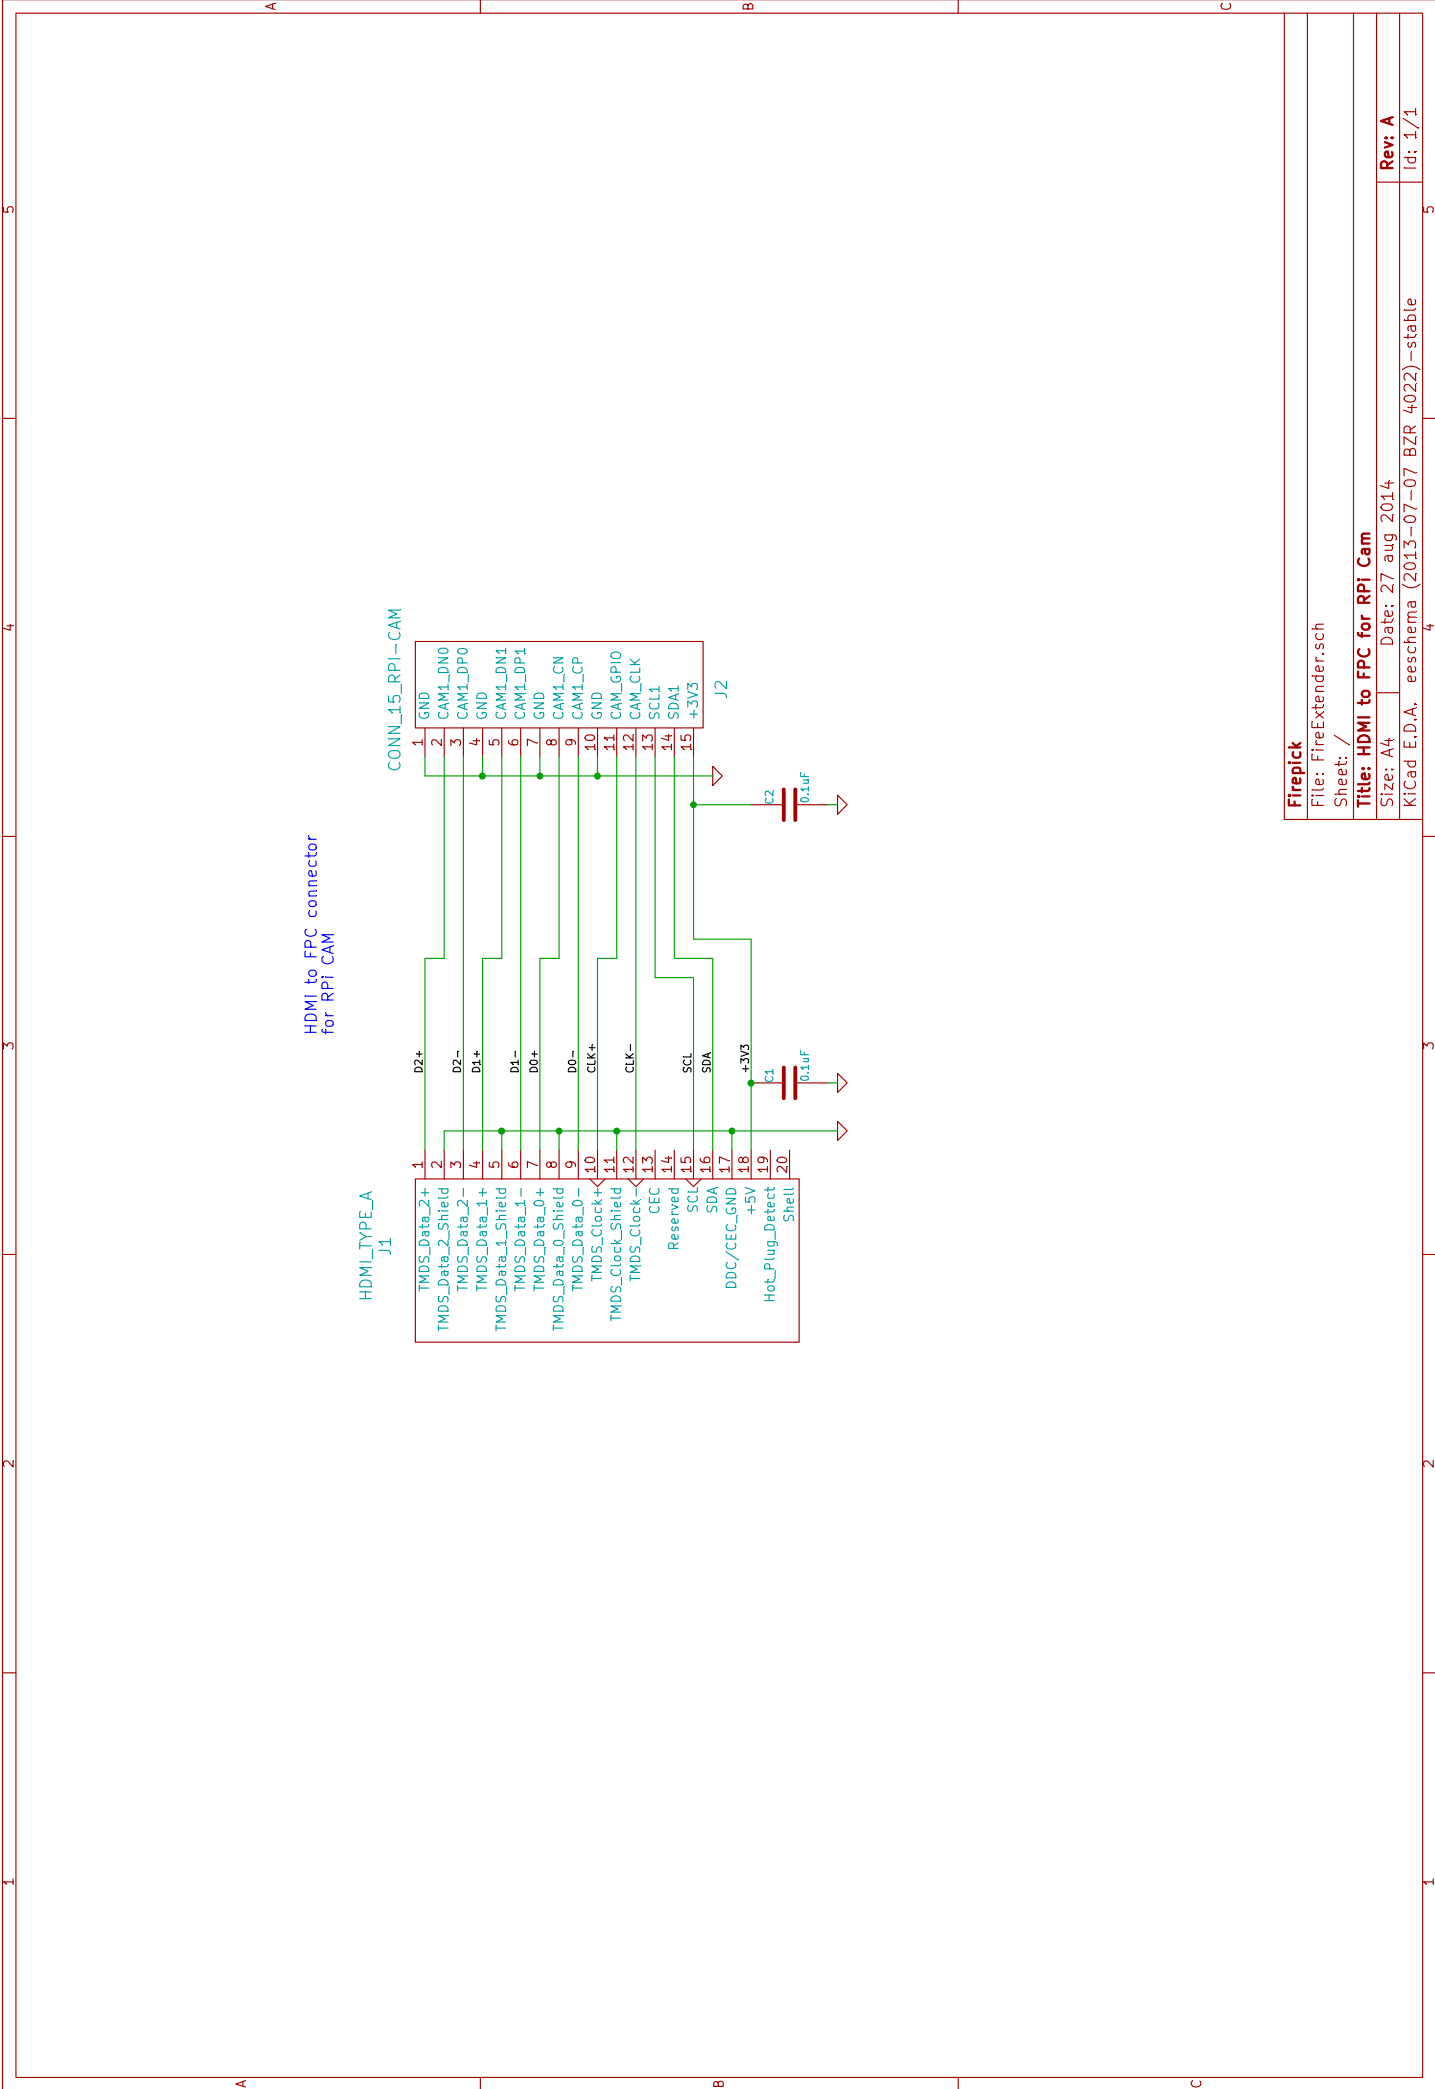 HDMI to FPC connector
for RPi CAM
HDMI_TYPE_A
J1
TMDS_Data_2+ 1
TMDS_Data_2_Shield 2
TMDS_Data_2- 3
TMDS_Data_1+ 4
TMDS_Data_1_Shield 5
TMDS_Data_1- 6
TMDS_Data_0+ 7
TMDS_Data_0_Shield 8
TMDS_Data_0- 9
TMDS_Clock+ 10
TMDS_Clock_Shield 11
TMDS_Clock- 12
CEC 13
Reserved 14
SCL 15
SDA 16
DDC/CEC_GND 17
+5V 18
Hot_Plug_Detect 19
Shell 20
D2+
D2-
D1+
D1-
D0+
D0-
CLK+
CLK-
SCL
SDA
+3V3
C1
0.1uF
C2
0.1uF
CONN_15_RPI-CAM
1 GND
2 CAM1_DN0
3 CAM1_DP0
4 GND
5 CAM1_DN1
6 CAM1_DP1
7 GND
8 CAM1_CN
9 CAM1_CP
10 GND
11 CAM_GPIO
12 CAM_CLK
13 SCL1
14 SDA1
15 +3V3
J2
Firepick
File: FireExtender.sch
Sheet: /
Title: HDMI to FPC for RPi Cam
Size: A4 Date: 27 aug 2014 Rev: A
KiCad E.D.A. eeschema (2013-07-07 BZR 4022)-stable Id: 1/1
1 2 3 4 5
1 2 3 4 5
A
B
C
A
B
C